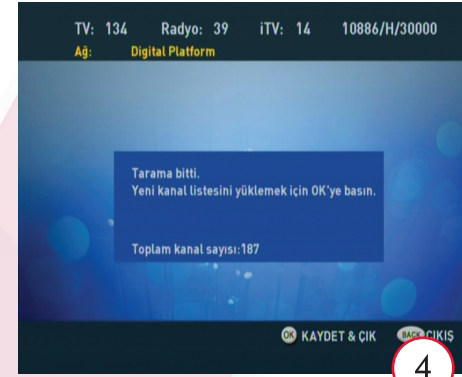 TV: 134 Radyo: 39 iTV: 14 10886/H/30000
Ağ: Digital Platform
Tarama bitti.
Yeni kanal listesini yüklemek için OK'ye basın.
Toplam kanal sayısı:187
OK KAYDET & ÇIK BACK ÇIKIŞ
4